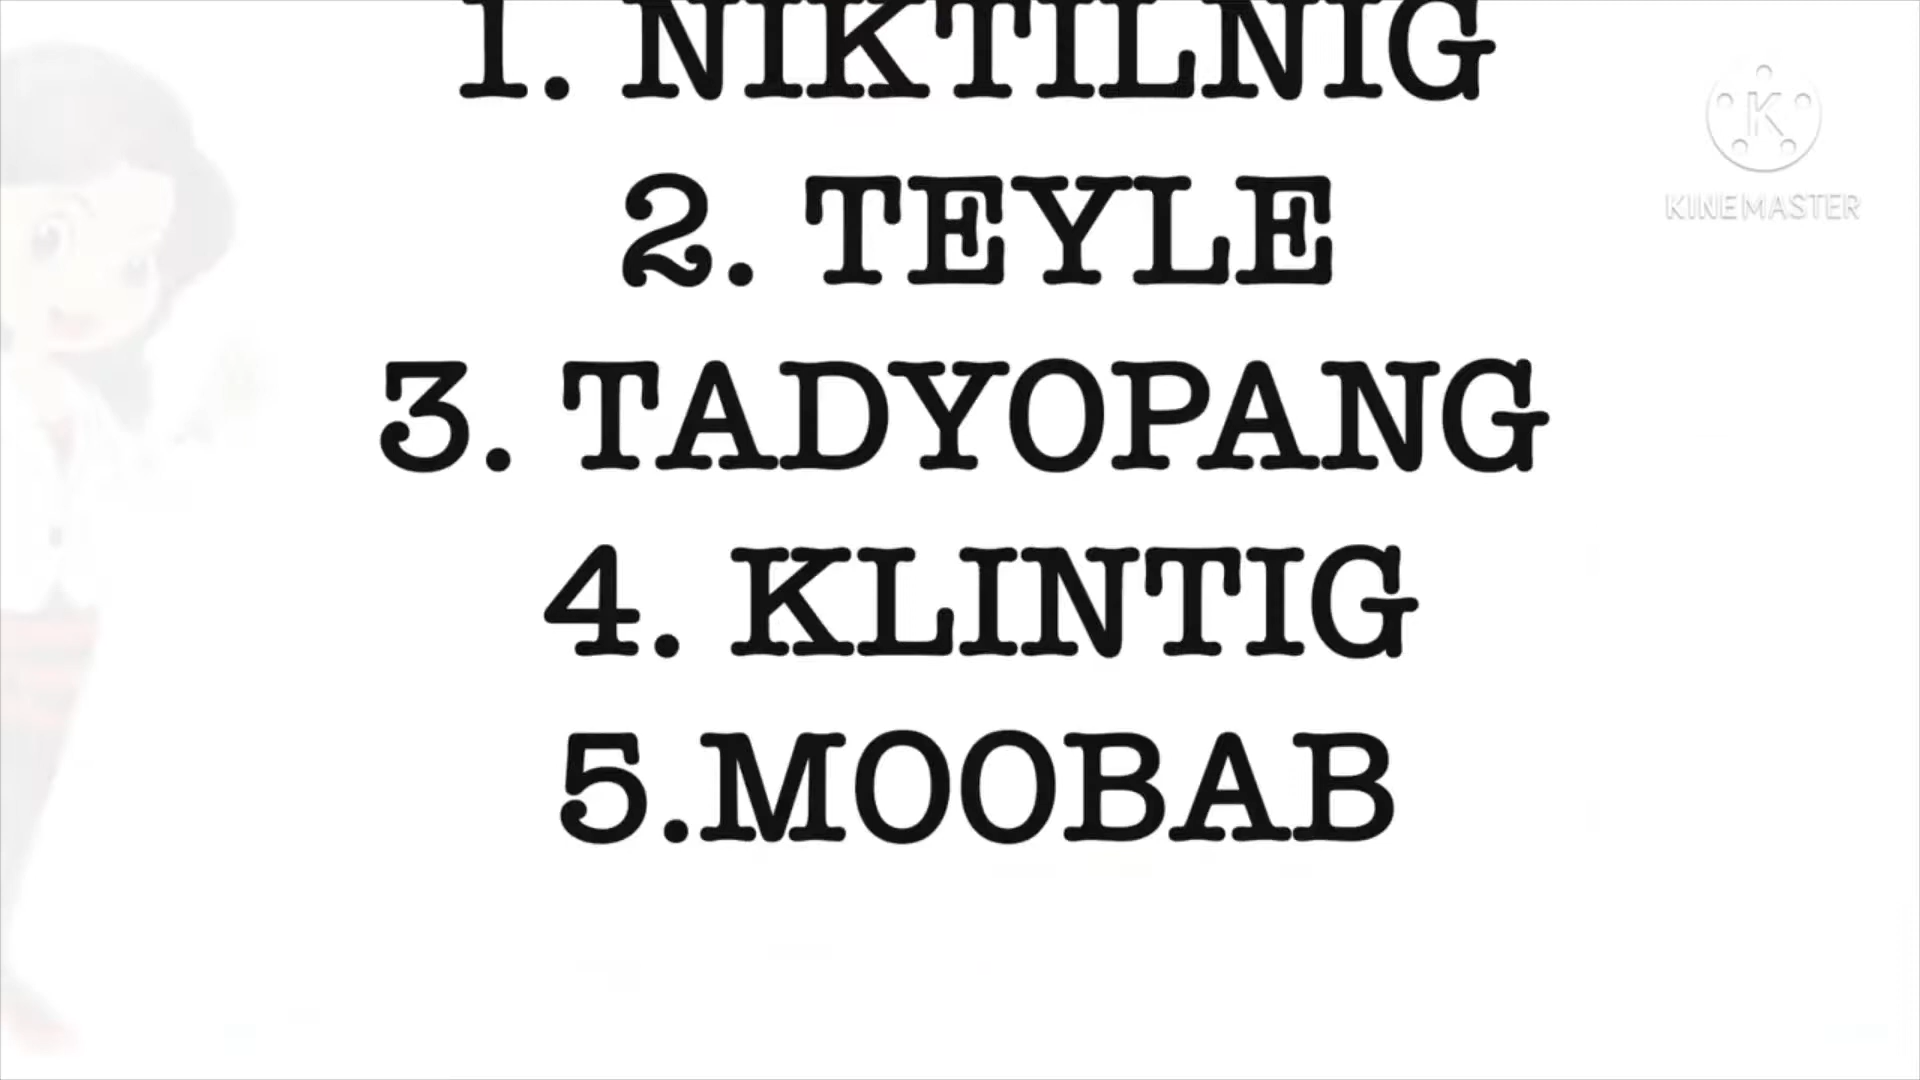 1. NIKTILNIG
2. TEYLE
3. TADYOPANG
4. KLINTIG
5.MOOBAB
K
KINEMASTER